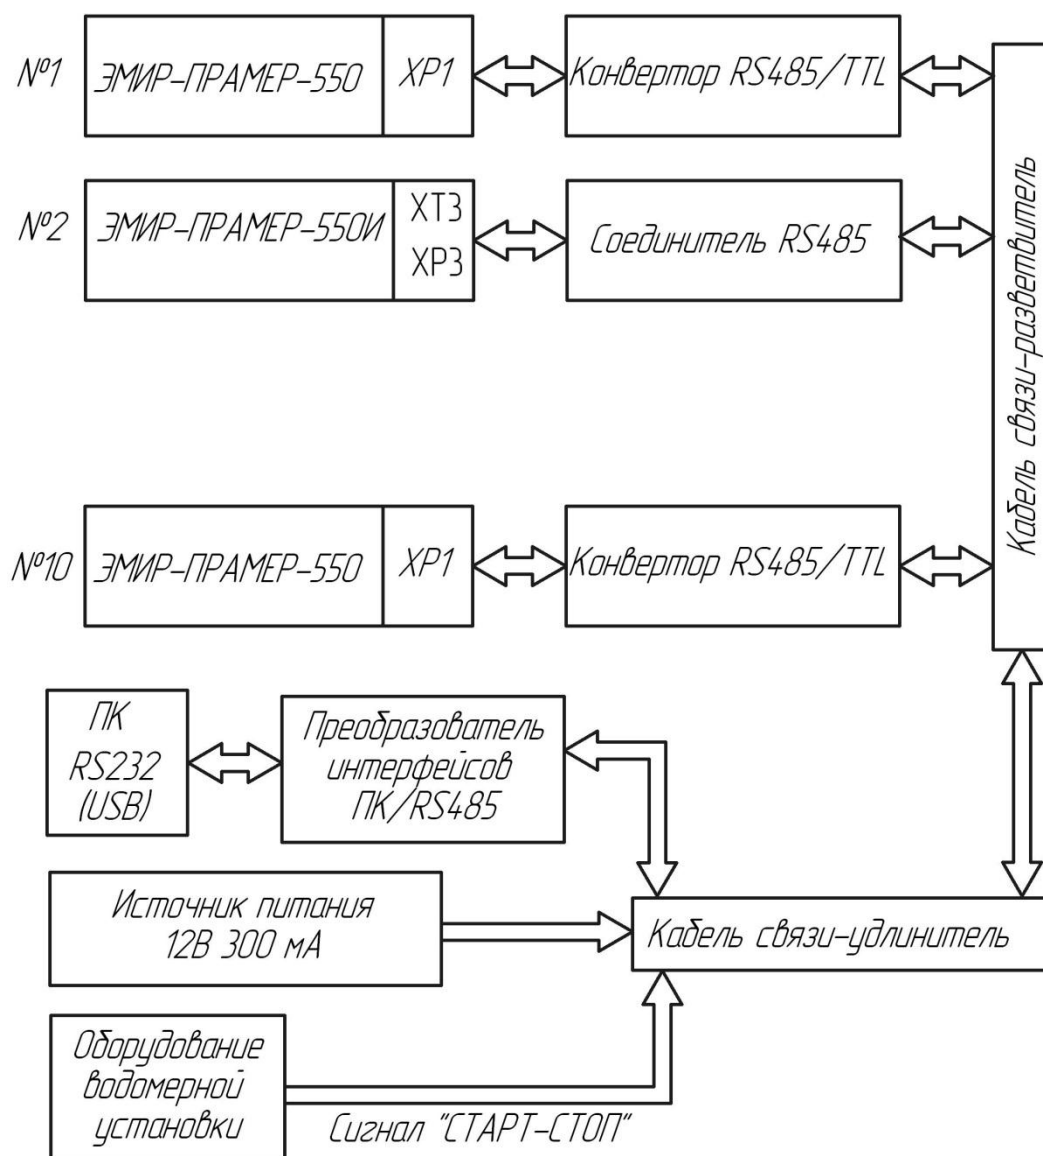 №1
ЭМИР-ПРАМЕР-550
XP1
Конвертор RS485/TTL
№2
ЭМИР-ПРАМЕР-550И
XT3
XP3
Соединитель RS485
Кабель связи-разветвитель
№10
ЭМИР-ПРАМЕР-550
XP1
Конвертор RS485/TTL
ПК
RS232
(USB)
Преобразователь
интерфейсов
ПК/RS485
Источник питания
12В 300 мА
Кабель связи-удлинитель
Оборудование
водомерной
установки
Сигнал "СТАРТ-СТОП"